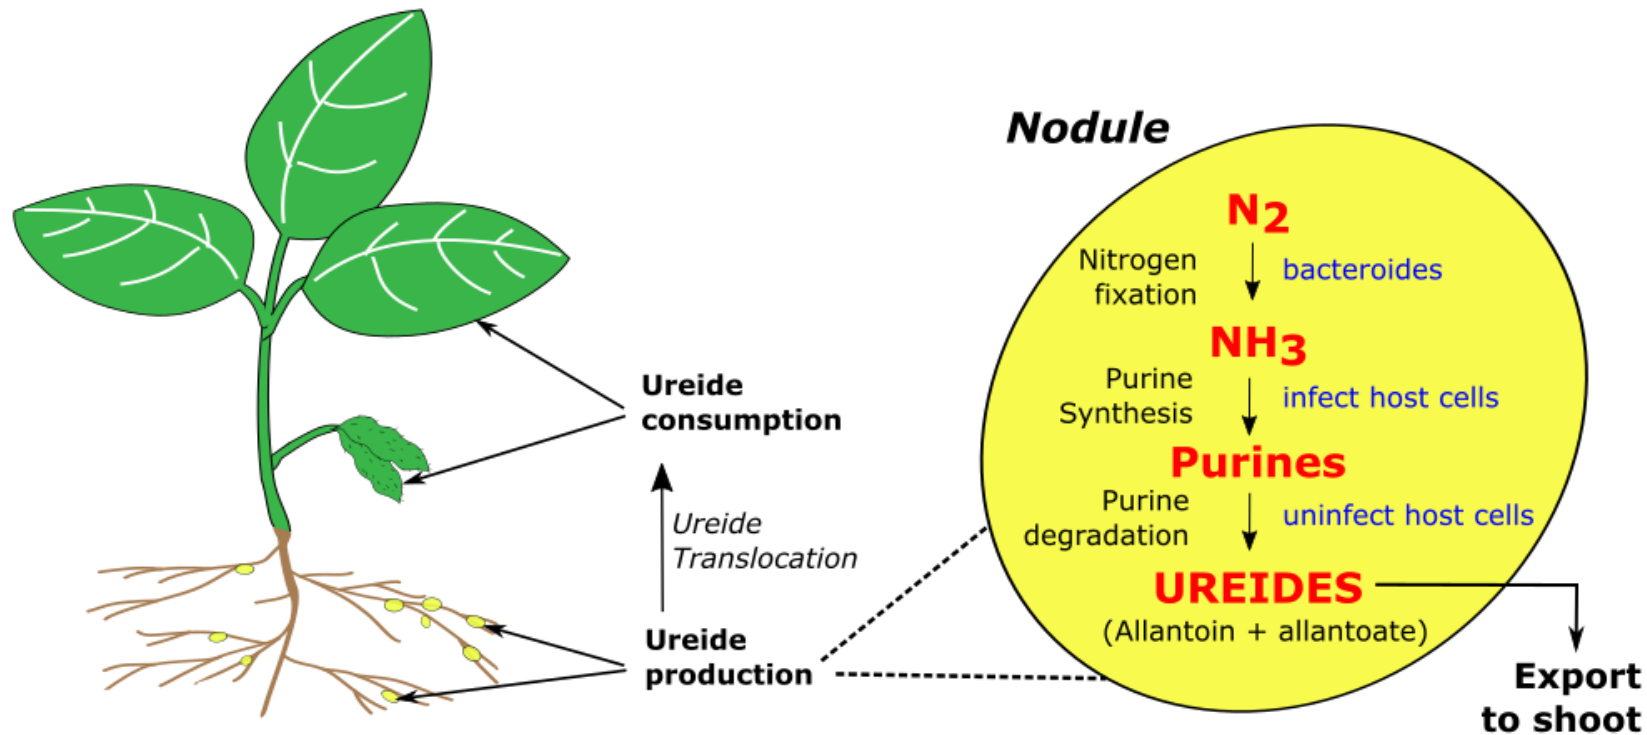 Nodule
N2
Nitrogen
fixation
bacteroides
NH3
Purine
Synthesis
infect host cells
Purines
Purine
degradation
uninfect host cells
UREIDES
(Allantoin + allantoate)
Export
to shoot
Ureide
consumption
Ureide
Translocation
Ureide
production